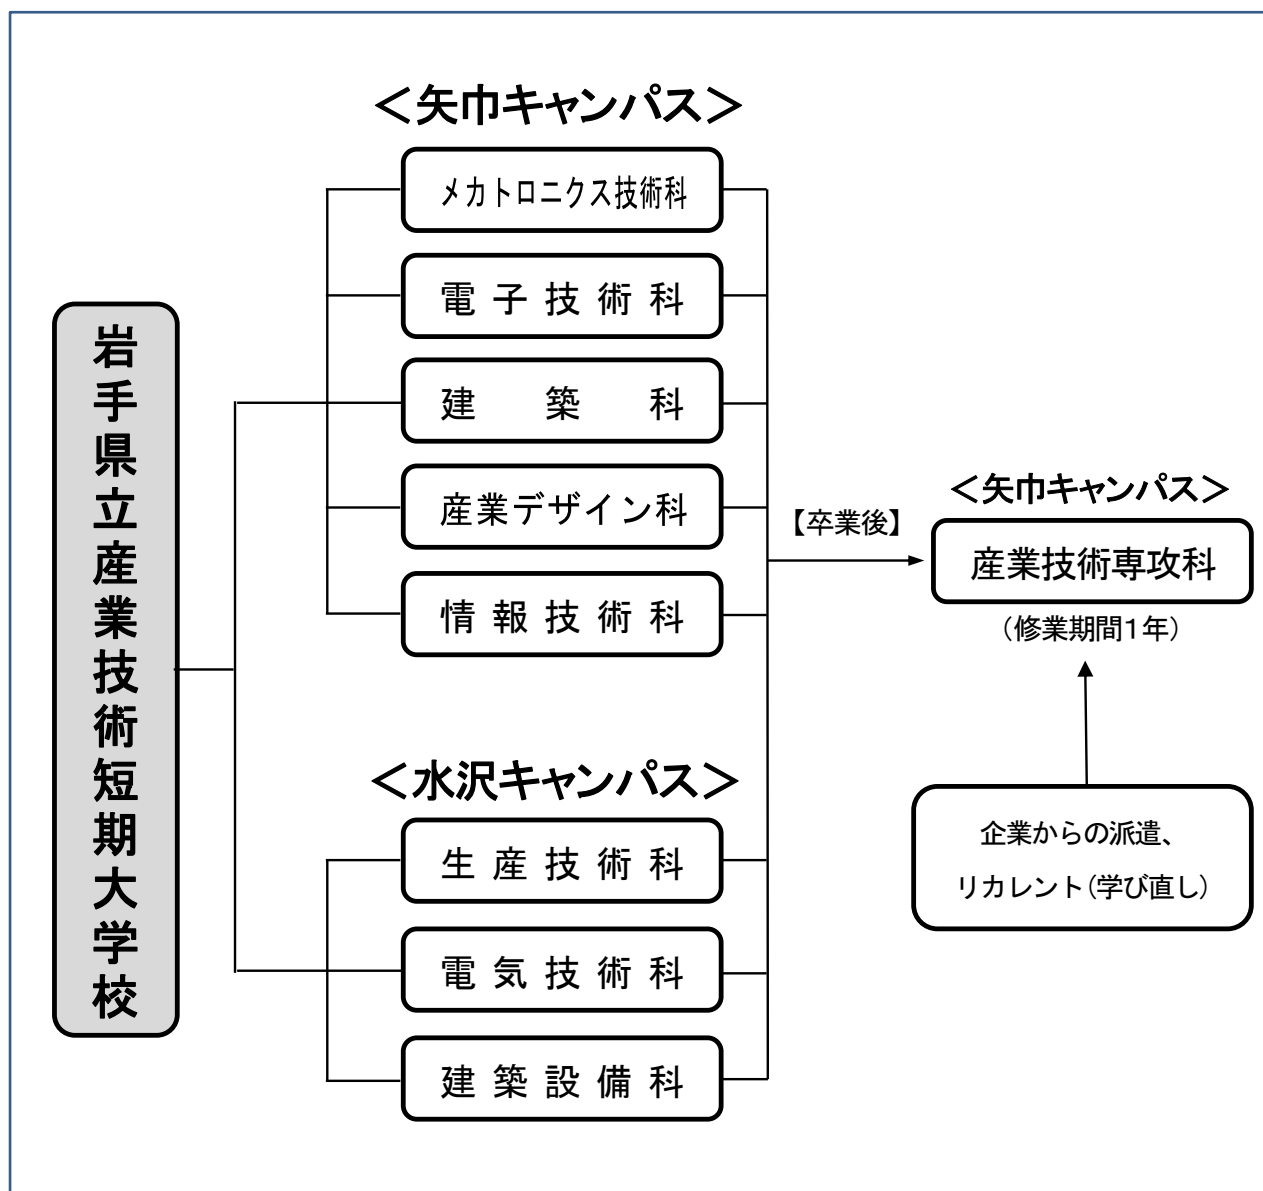 岩手県立産業技術短期大学校
＜矢巾キャンパス＞
メカトロニクス技術科
電子技術科
建築科
産業デザイン科
情報技術科
＜水沢キャンパス＞
生産技術科
電気技術科
建築設備科
【卒業後】
＜矢巾キャンパス＞
産業技術専攻科
（修業期間１年）
企業からの派遣、
リカレント（学び直し）